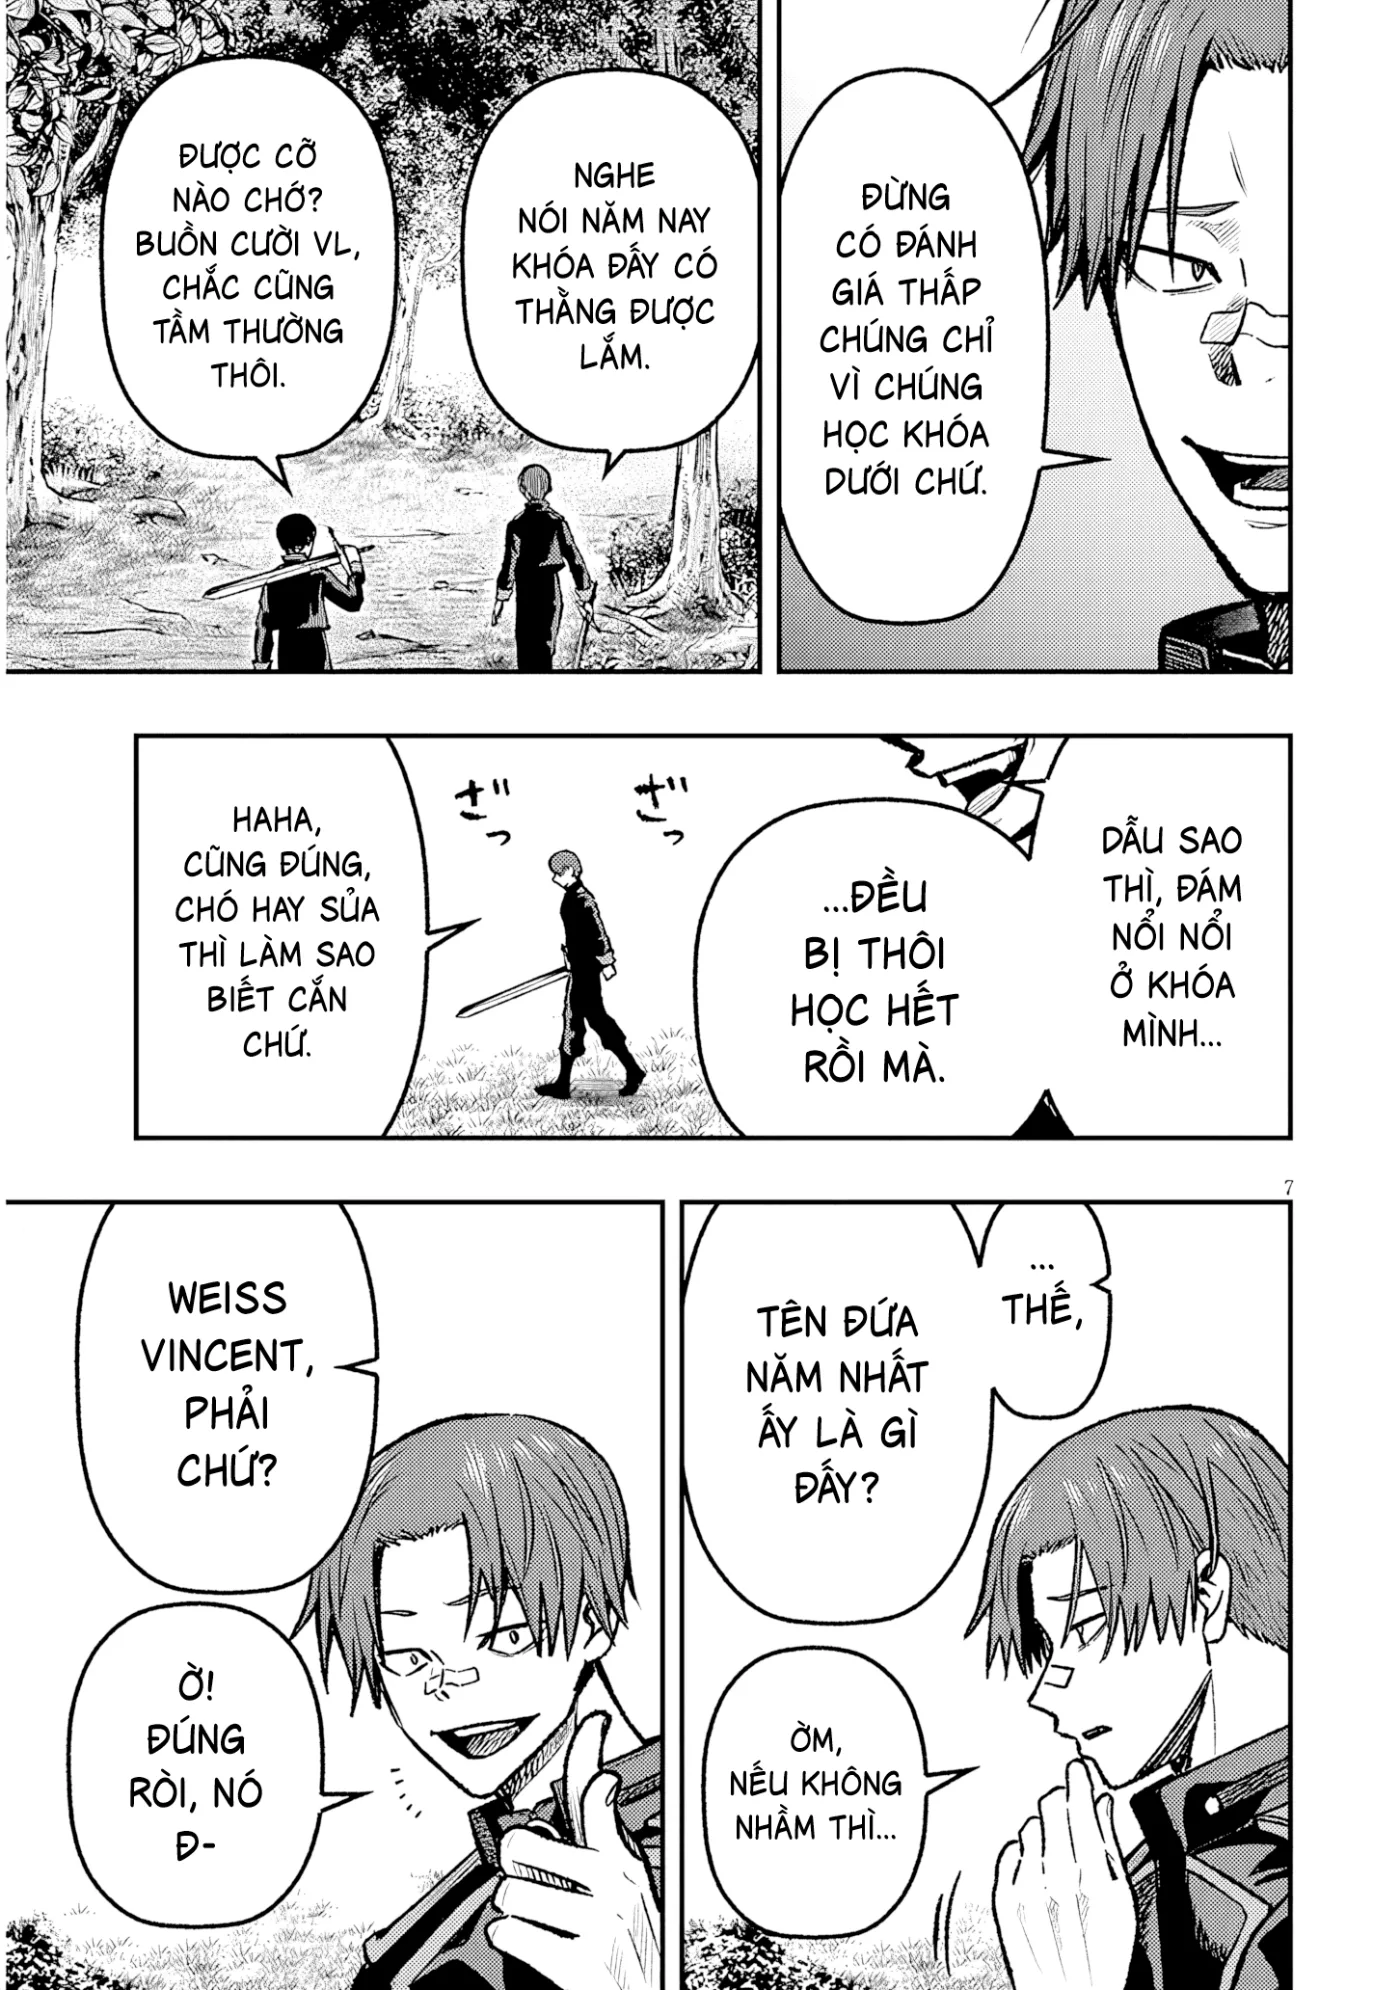 ĐỪNG
CÓ ĐÁNH
GIÁ THẤP
CHÚNG CHỈ
VÌ CHÚNG
HỌC KHÓA
DƯỚI CHỨ.
NGHE
NÓI NĂM NAY
KHÓA ĐẤY CÓ
THẰNG ĐƯỢC
LẮM.
ĐƯỢC CỠ
NÀO CHỚ?
BUỒN CƯỜI VL,
CHẮC CŨNG
TẦM THƯỜNG
THÔI.
DẪU SAO
THÌ, ĐÁM
NỔI NỔI
Ở KHÓA
MÌNH...
...ĐỀU
BỊ THÔI
HỌC HẾT
RỒI MÀ.
ざっ
ざっ
HAHA,
CŨNG ĐÚNG,
CHÓ HAY SỦA
THÌ LÀM SAO
BIẾT CẮN
CHỨ.
7
...
THẾ,
TÊN ĐỨA
NĂM NHẤT
ẤY LÀ GÌ
ĐẤY?
ỜM,
NẾU KHÔNG
NHẦM THÌ...
WEISS
VINCENT,
PHẢI
CHỨ?
Ờ!
ĐÚNG
RÒI, NÓ
Đ-